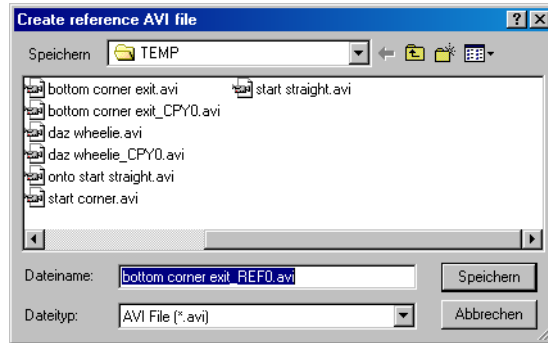 Create reference AVI file
Speichern TEMP
bottom corner exit.avi start straight.avi
bottom corner exit_CPY0.avi
daz wheelie.avi
daz wheelie_CPY0.avi
onto start straight.avi
start corner.avi
Dateiname: bottom corner exit_REF0.avi Speichern
Dateityp: AVI File (*.avi) Abbrechen